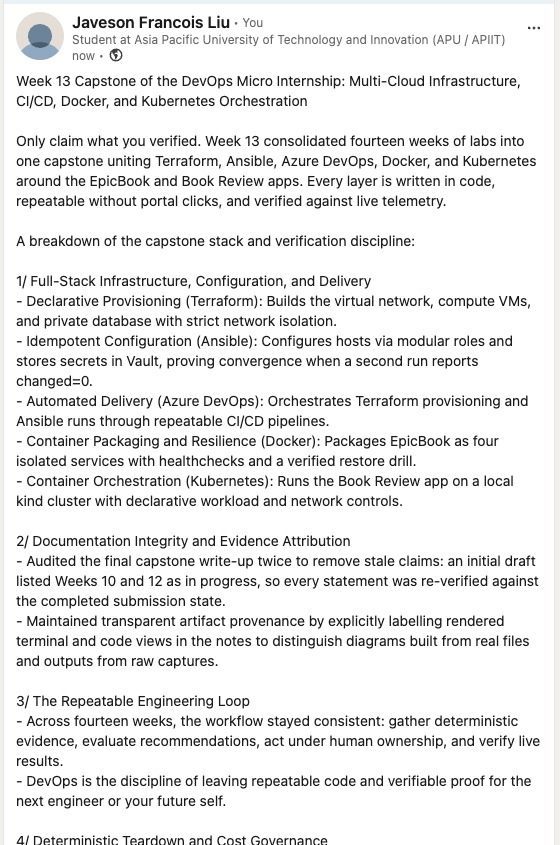 Javeson Francois Liu · You
Student at Asia Pacific University of Technology and Innovation (APU / APIIT)
now ·
Week 13 Capstone of the DevOps Micro Internship: Multi-Cloud Infrastructure,
CI/CD, Docker, and Kubernetes Orchestration
Only claim what you verified. Week 13 consolidated fourteen weeks of labs into
one capstone uniting Terraform, Ansible, Azure DevOps, Docker, and Kubernetes
around the EpicBook and Book Review apps. Every layer is written in code,
repeatable without portal clicks, and verified against live telemetry.
A breakdown of the capstone stack and verification discipline:
1/ Full-Stack Infrastructure, Configuration, and Delivery
- Declarative Provisioning (Terraform): Builds the virtual network, compute VMs,
and private database with strict network isolation.
- Idempotent Configuration (Ansible): Configures hosts via modular roles and
stores secrets in Vault, proving convergence when a second run reports
changed=0.
- Automated Delivery (Azure DevOps): Orchestrates Terraform provisioning and
Ansible runs through repeatable CI/CD pipelines.
- Container Packaging and Resilience (Docker): Packages EpicBook as four
isolated services with healthchecks and a verified restore drill.
- Container Orchestration (Kubernetes): Runs the Book Review app on a local
kind cluster with declarative workload and network controls.
2/ Documentation Integrity and Evidence Attribution
- Audited the final capstone write-up twice to remove stale claims: an initial draft
listed Weeks 10 and 12 as in progress, so every statement was re-verified against
the completed submission state.
- Maintained transparent artifact provenance by explicitly labelling rendered
terminal and code views in the notes to distinguish diagrams built from real files
and outputs from raw captures.
3/ The Repeatable Engineering Loop
- Across fourteen weeks, the workflow stayed consistent: gather deterministic
evidence, evaluate recommendations, act under human ownership, and verify live
results.
- DevOps is the discipline of leaving repeatable code and verifiable proof for the
next engineer or your future self.
4/ Deterministic Teardown and Cost Governance